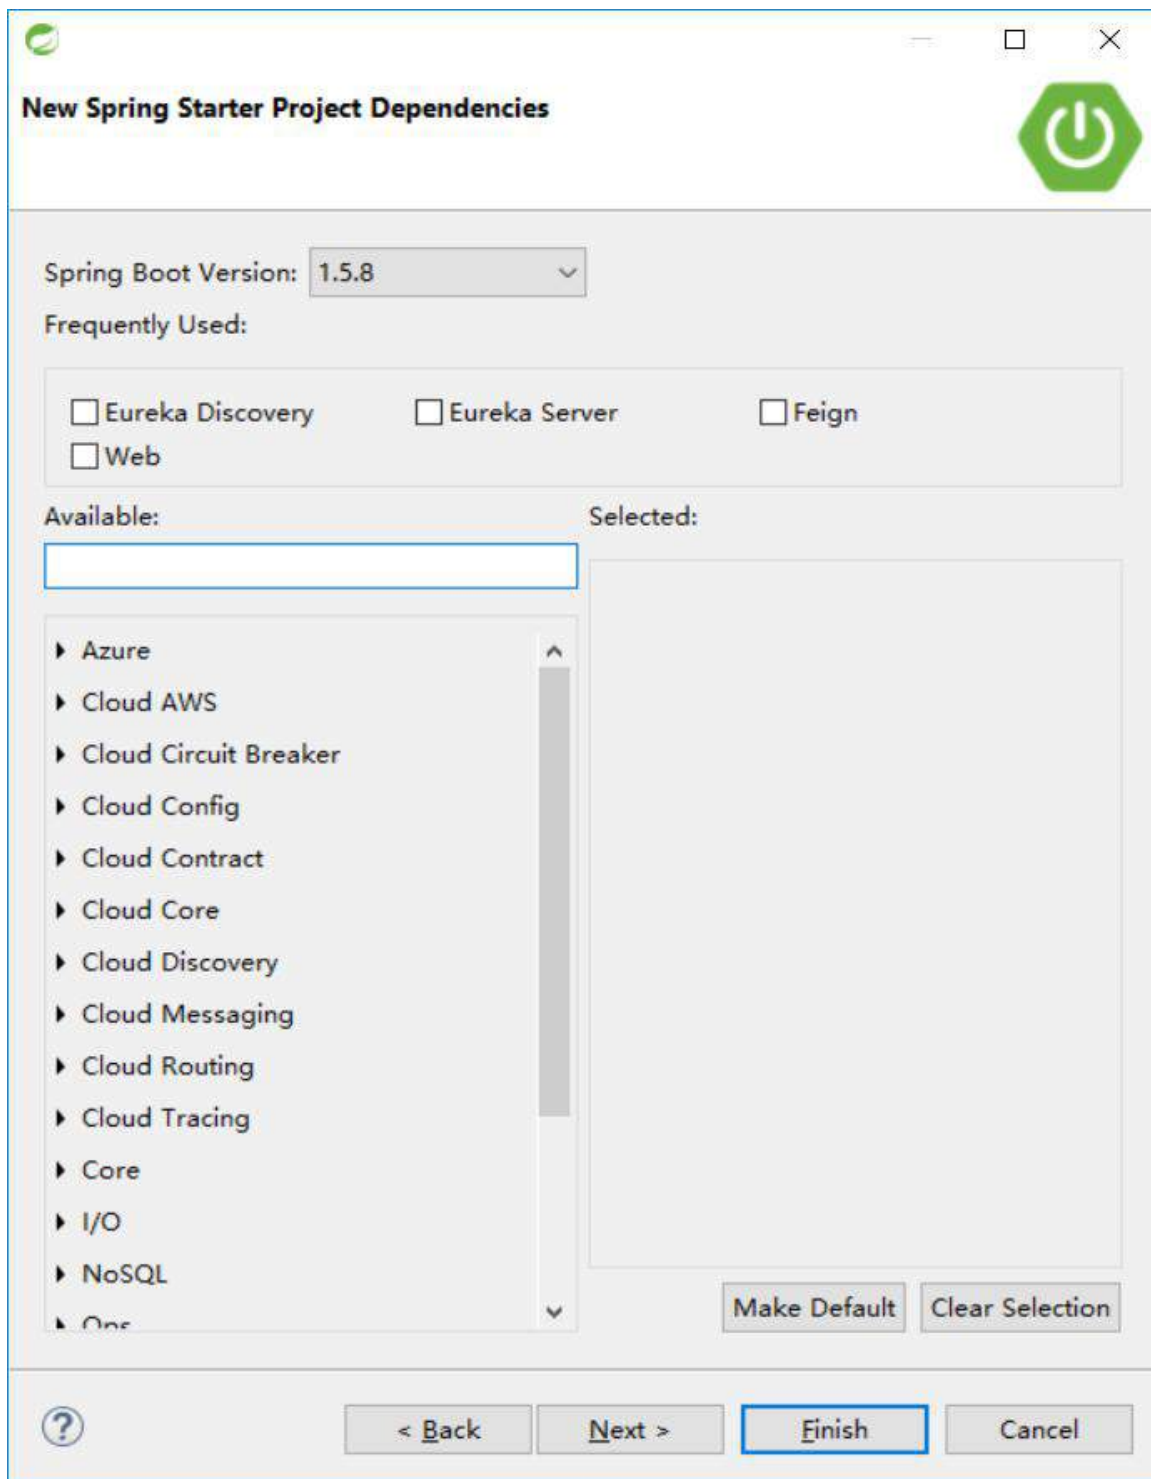 New Spring Starter Project Dependencies
Spring Boot Version: 1.5.8
Frequently Used:
Eureka Discovery Eureka Server Feign
Web
Available: Selected:
Azure
Cloud AWS
Cloud Circuit Breaker
Cloud Config
Cloud Contract
Cloud Core
Cloud Discovery
Cloud Messaging
Cloud Routing
Cloud Tracing
Core
I/O
NoSQL
Ops
Make Default Clear Selection
? < Back Next > Finish Cancel